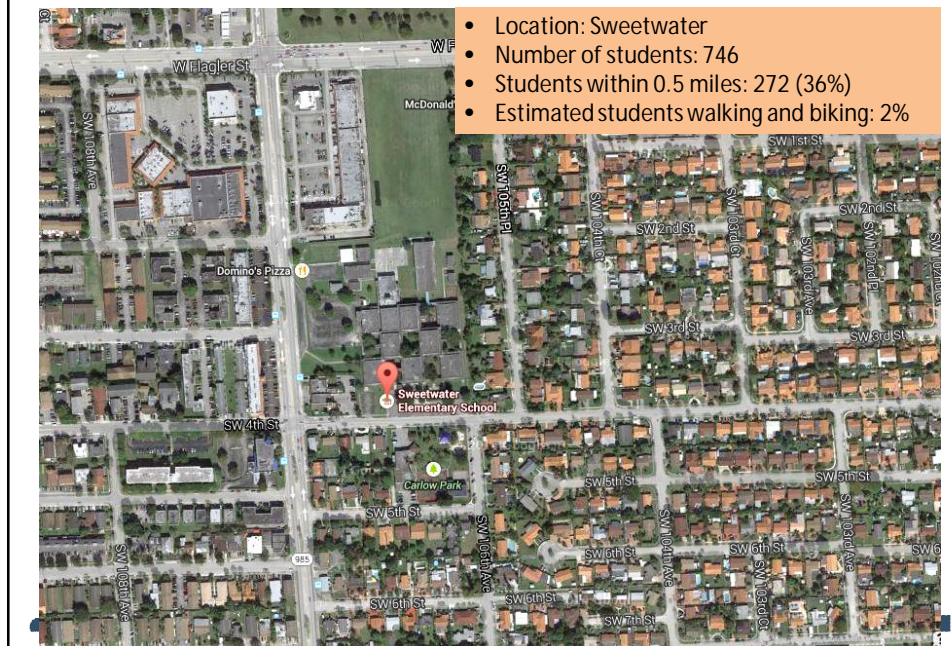 • Location: Sweetwater
• Number of students: 746
• Students within 0.5 miles: 272 (36%)
• Estimated students walking and biking: 2%
Ct
W Flagler St
W F
McDonald'
SW 108th Ave
SW 1st St
SW 105th Pl
SW 104th Ct
SW 103rd Ct
SW 2nd St
SW 2nd St
SW 103rd Ave
SW 102nd Pl
Domino's Pizza
SW 3rd St
SW 3rd St
Sweetwater
Elementary School
SW 4th St
Carlow Park
SW 5th St
SW 5th St
SW 5th St
SW 106th Ave
SW 104th Ave
SW 103rd Ave
SW 108th Ave
985
SW 6th St
SW 6th St
SW 6
SW 103rd Ct
SW 6th St
SW 6th St
SW 7th St